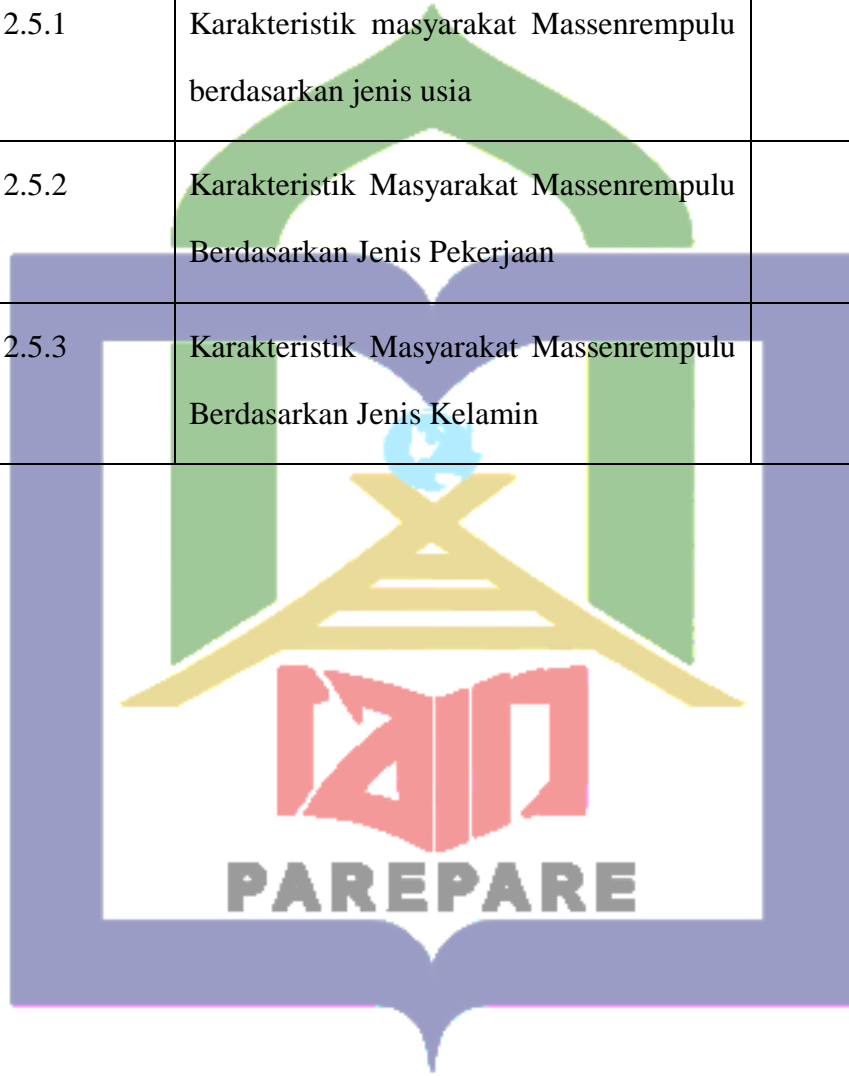 2.5.1 Karakteristik masyarakat Massenrempulu
berdasarkan jenis usia
2.5.2 Karakteristik Masyarakat Massenrempulu
Berdasarkan Jenis Pekerjaan
2.5.3 Karakteristik Masyarakat Massenrempulu
Berdasarkan Jenis Kelamin
iain
PAREPARE